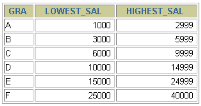 GRA LOWEST_SAL HIGHEST_SAL
A 1000 2999
B 3000 5999
C 6000 9999
D 10000 14999
E 15000 24999
F 25000 40000